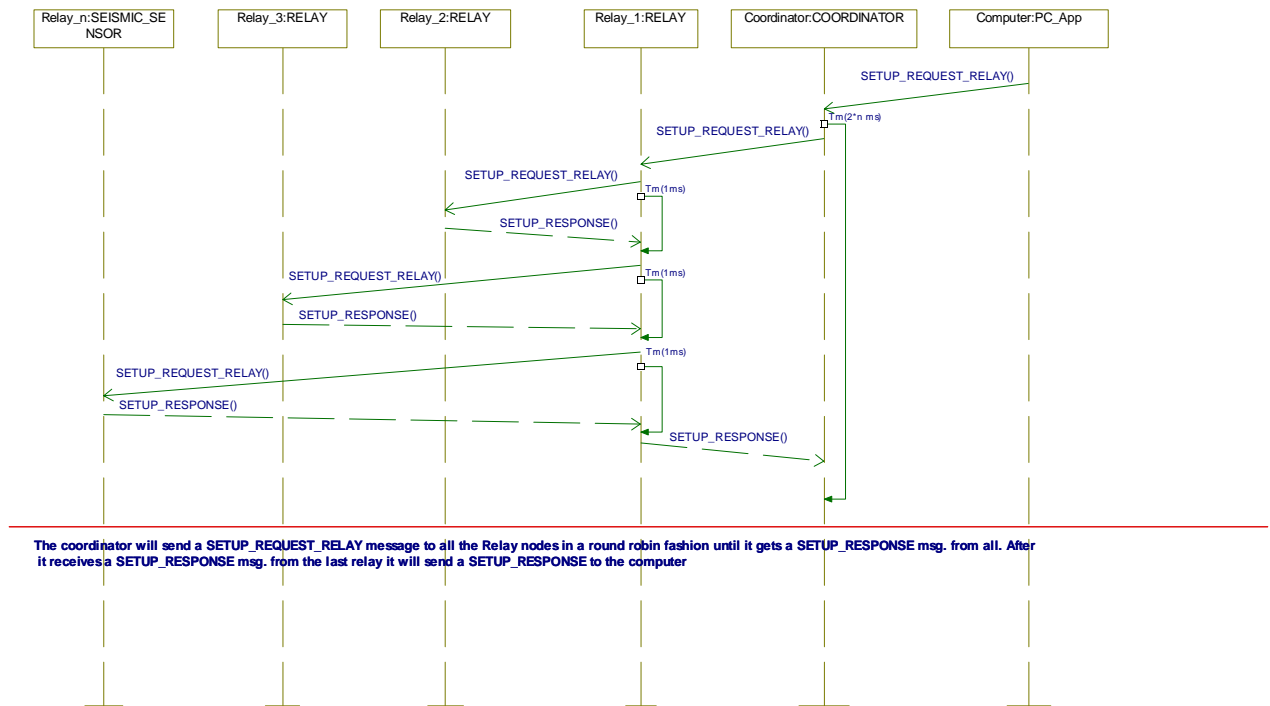 Relay_n:SEISMIC_SE
NSOR
Relay_3:RELAY
Relay_2:RELAY
Relay_1:RELAY
Coordinator:COORDINATOR
Computer:PC_App
SETUP_REQUEST_RELAY()
Tm(2*n ms)
SETUP_REQUEST_RELAY()
SETUP_REQUEST_RELAY()
Tm(1ms)
SETUP_RESPONSE()
SETUP_REQUEST_RELAY()
Tm(1ms)
SETUP_RESPONSE()
Tm(1ms)
SETUP_REQUEST_RELAY()
SETUP_RESPONSE()
SETUP_RESPONSE()
The coordinator will send a SETUP_REQUEST_RELAY message to all the Relay nodes in a round robin fashion until it gets a SETUP_RESPONSE msg. from all. After
it receives a SETUP_RESPONSE msg. from the last relay it will send a SETUP_RESPONSE to the computer